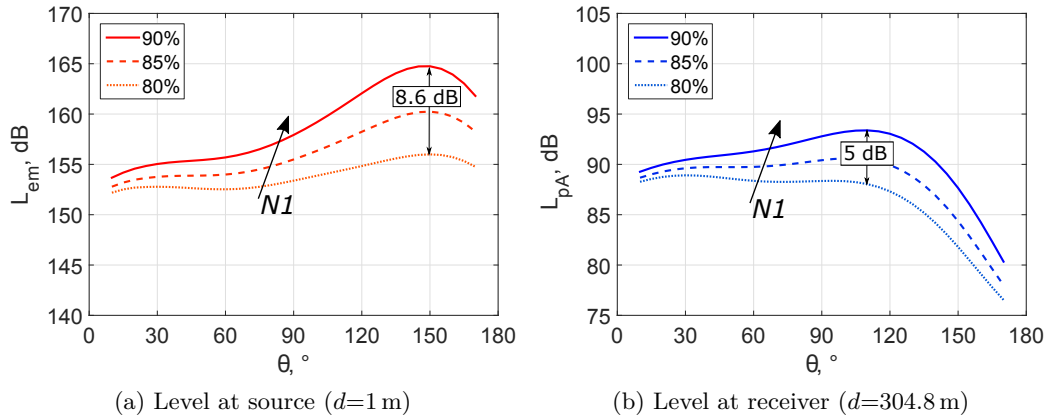 170
165
160
155
150
145
140
L_em, dB
90%
85%
80%
8.6 dB
N1
0 30 60 90 120 150 180
θ, °
(a) Level at source (d=1 m)
100
95
90
85
80
75
L_pA, dB
90%
85%
80%
5 dB
N1
0 30 60 90 120 150 180
θ, °
(b) Level at receiver (d=304.8 m)